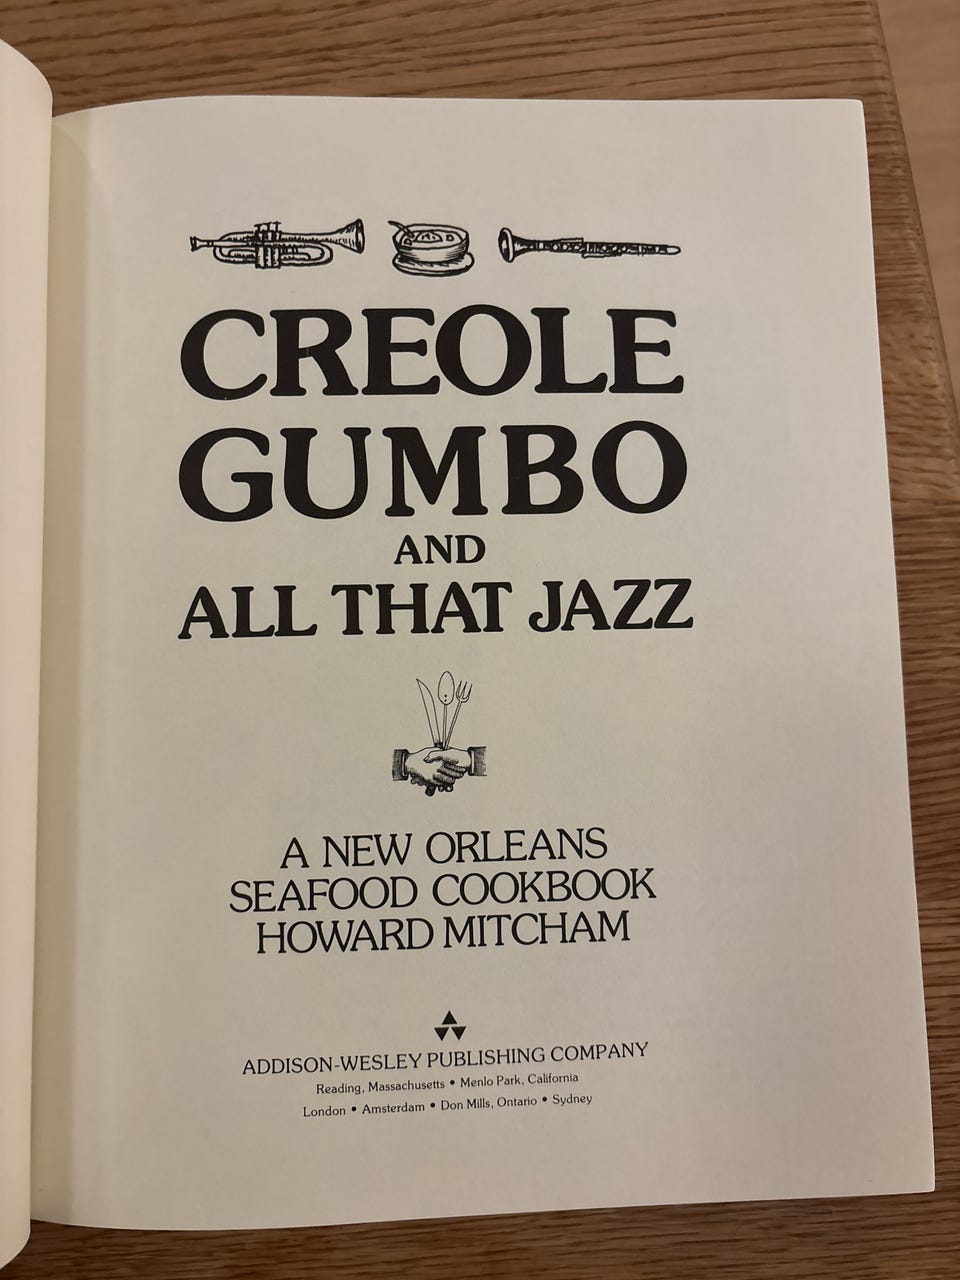 CREOLE
GUMBO
AND
ALL THAT JAZZ
A NEW ORLEANS
SEAFOOD COOKBOOK
HOWARD MITCHAM
ADDISON-WESLEY PUBLISHING COMPANY
Reading, Massachusetts • Menlo Park, California
London • Amsterdam • Don Mills, Ontario • Sydney